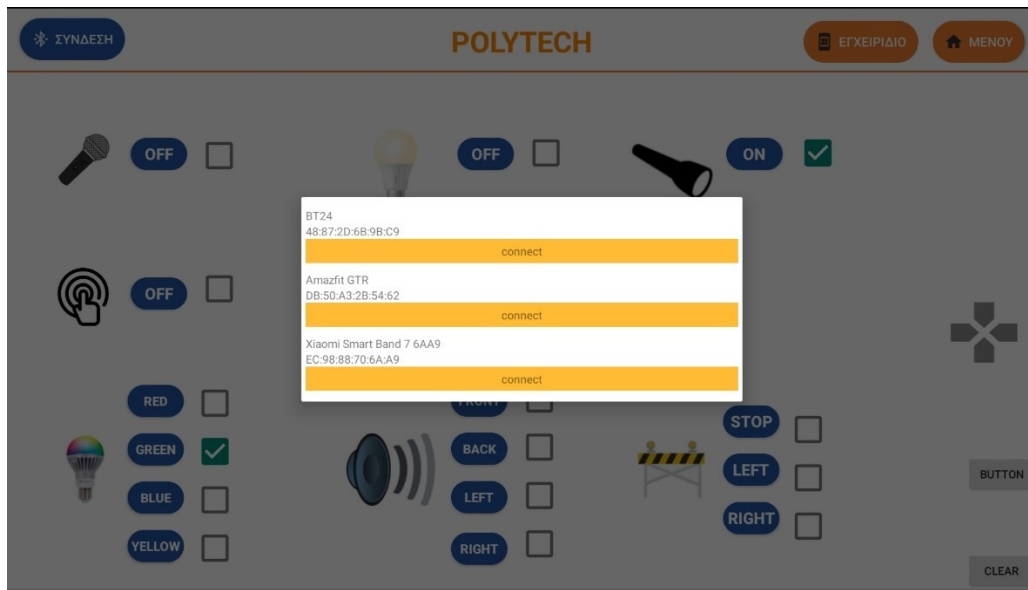 ΣΥΝΔΕΣΗ
POLYTECH
ΕΓΧΕΙΡΙΔΙΟ
ΜΕΝΟΥ
OFF
OFF
ON
BT24
48:87:2D:6B:9B:C9
connect
Amazfit GTR
DB:50:A3:2B:54:62
connect
Xiaomi Smart Band 7 6AA9
EC:98:88:70:6A:A9
connect
OFF
RED
GREEN
BLUE
YELLOW
FRONT
BACK
LEFT
RIGHT
STOP
LEFT
RIGHT
BUTTON
CLEAR